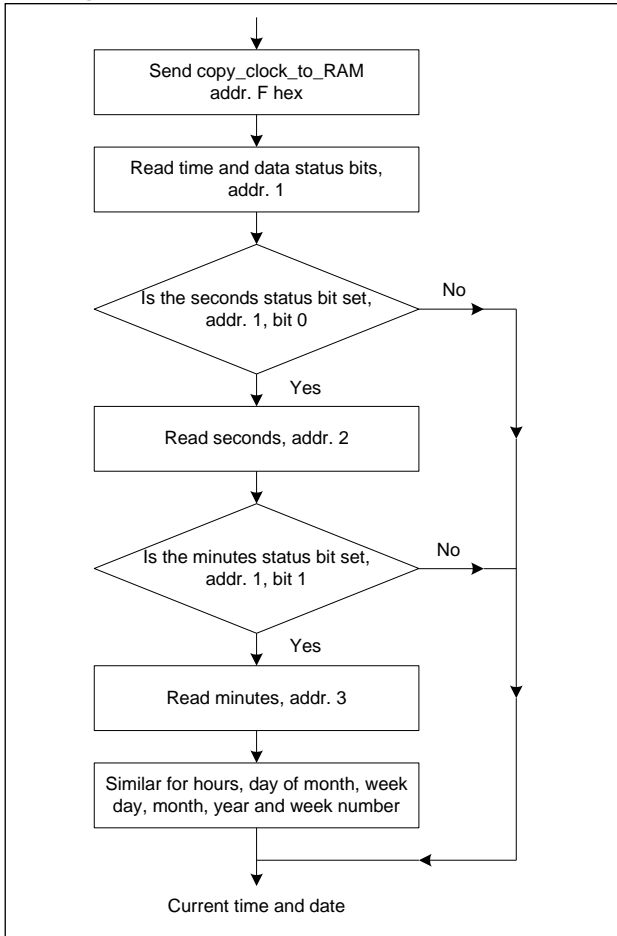 Send copy_clock_to_RAM
addr. F hex
Read time and data status bits,
addr. 1
Is the seconds status bit set,
addr. 1, bit 0
No
Yes
Read seconds, addr. 2
Is the minutes status bit set,
addr. 1, bit 1
No
Yes
Read minutes, addr. 3
Similar for hours, day of month, week
day, month, year and week number
Current time and date